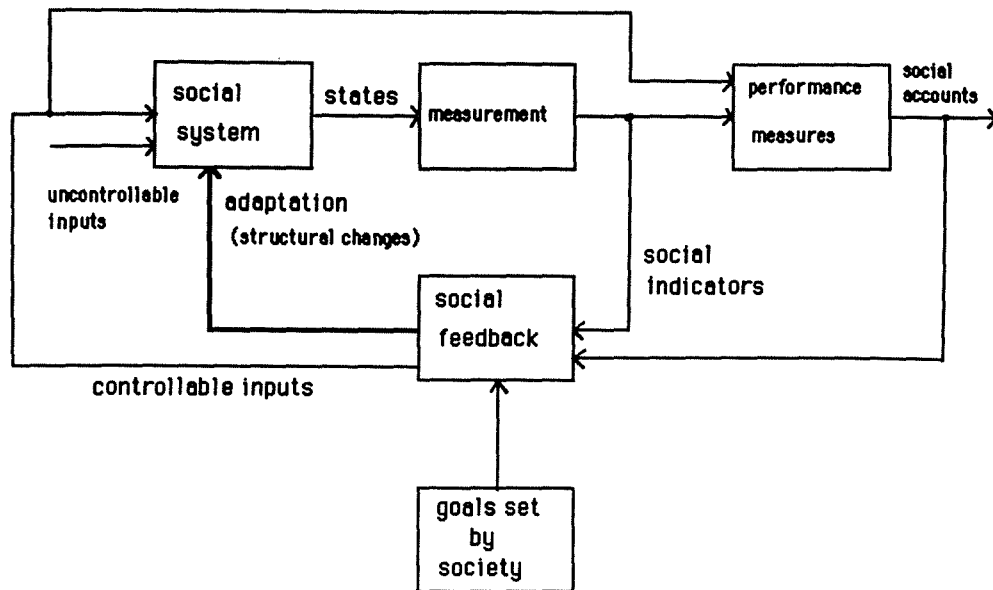 social
system
states
measurement
performance
measures
social
accounts
uncontrollable
inputs
adaptation
(structural changes)
social
indicators
social
feedback
controllable inputs
goals set
by
society